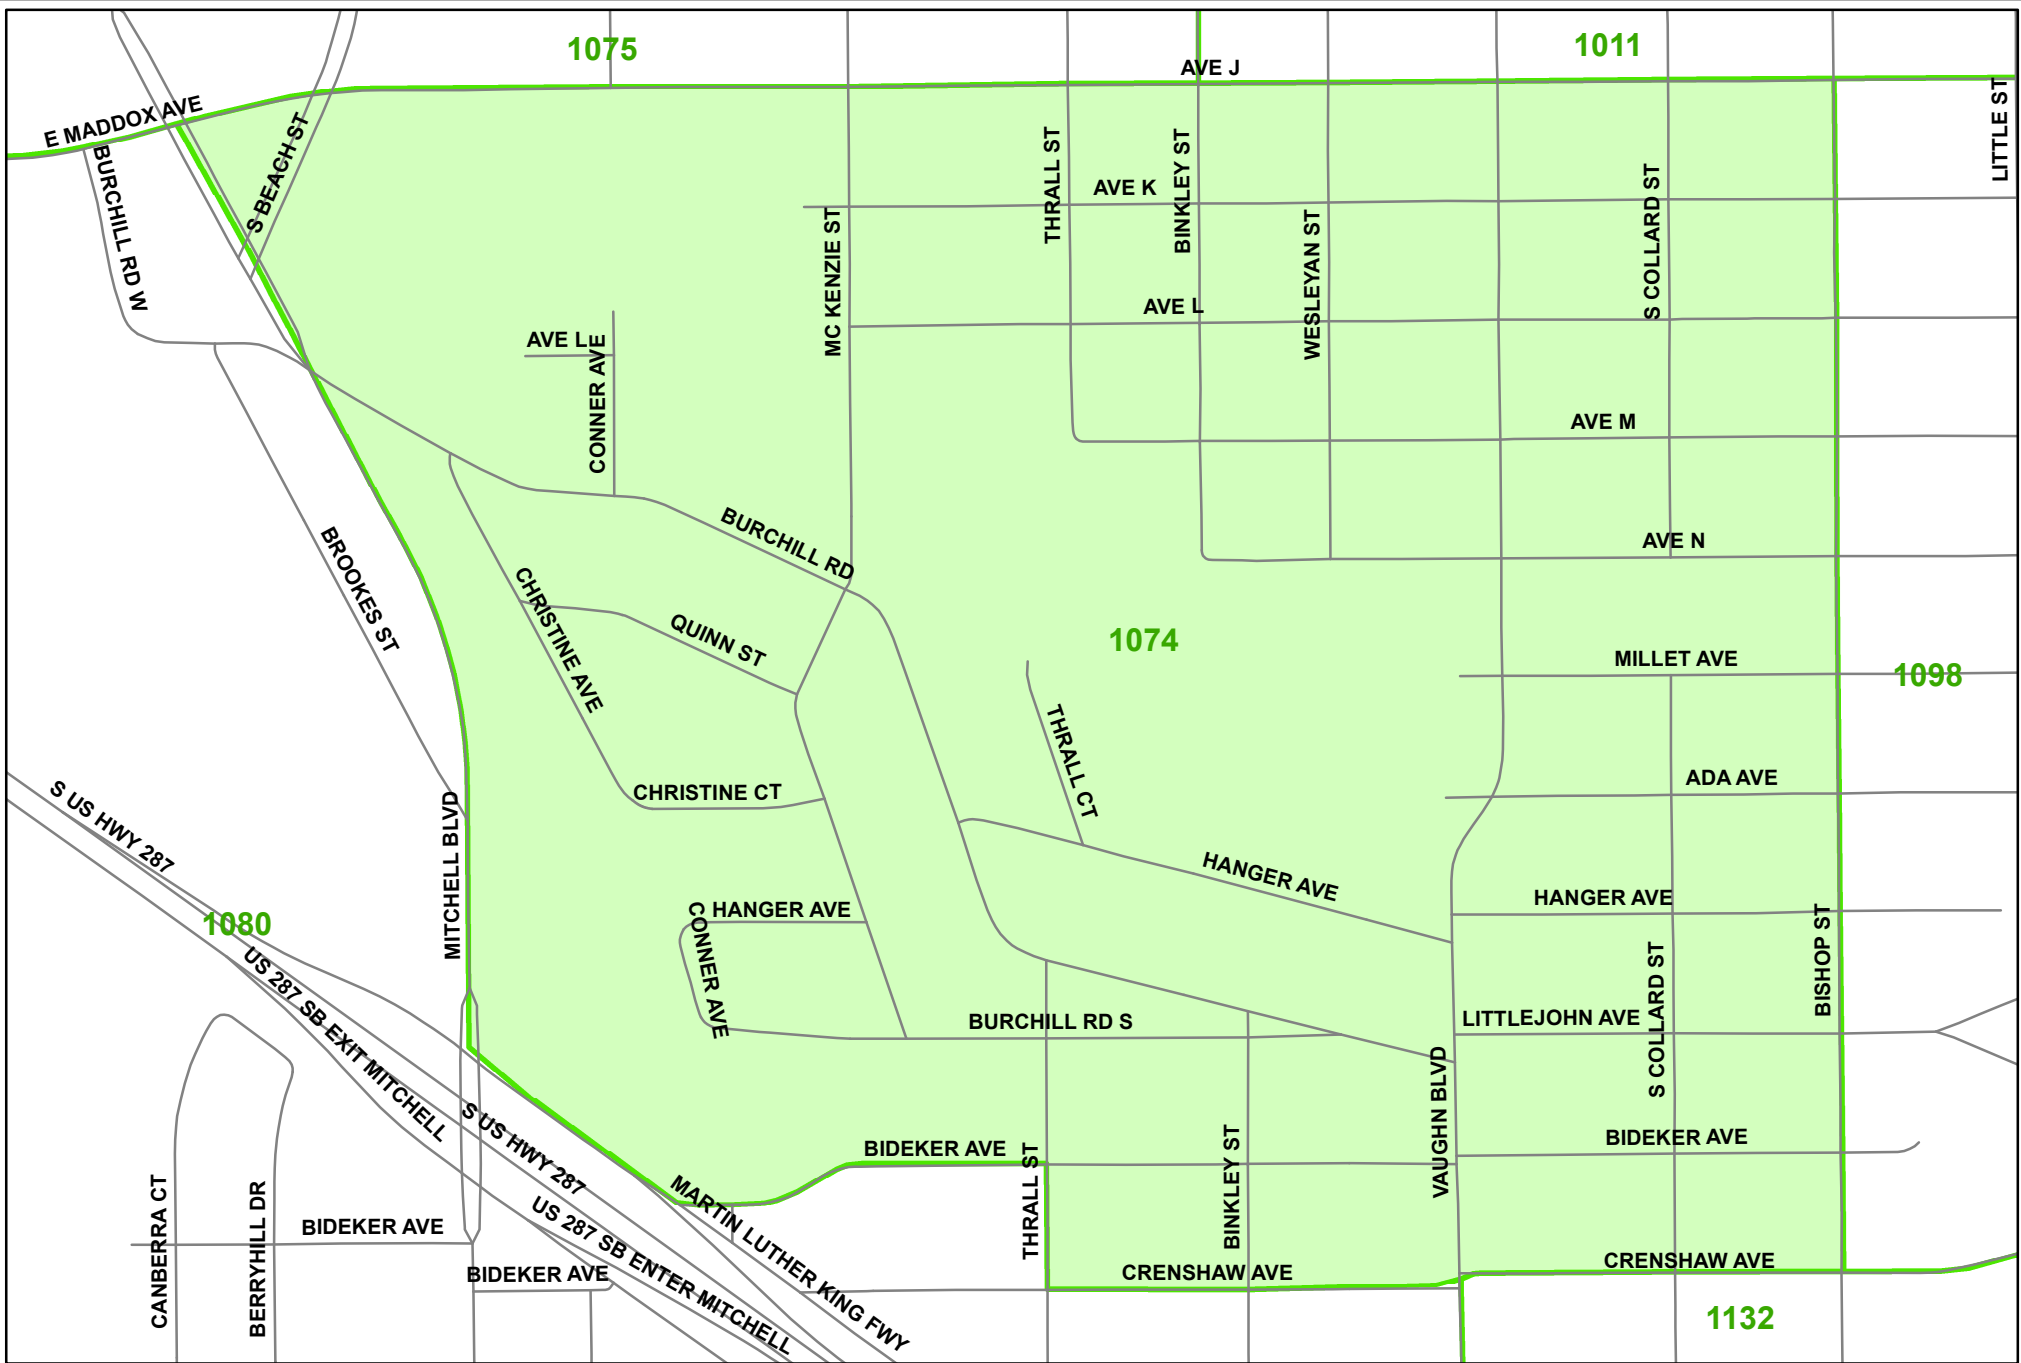 1075
1011
AVE J
E MADDOX AVE
LITTLE ST
S BEACH ST
BURCHILL RD W
THRALL ST
BINKLEY ST
AVE K
S COLLARD ST
MC KENZIE ST
WESLEYAN ST
AVE L
AVE L
CONNER AVE
AVE M
BURCHILL RD
AVE N
BROOKES ST
CHRISTINE AVE
QUINN ST
1074
MILLET AVE
1098
THRALL CT
ADA AVE
CHRISTINE CT
S US HWY 287
MITCHELL BLVD
HANGER AVE
HANGER AVE
HANGER AVE
CONNER AVE
1080
BISHOP ST
S COLLARD ST
US 287 SB EXIT MITCHELL
BURCHILL RD S
LITTLEJOHN AVE
VAUGHN BLVD
S US HWY 287
BIDEKER AVE
BIDEKER AVE
THRALL ST
BINKLEY ST
CANBERRA CT
BERRYHILL DR
BIDEKER AVE
MARTIN LUTHER KING FWY
US 287 SB ENTER MITCHELL
BIDEKER AVE
CRENSHAW AVE
CRENSHAW AVE
1132